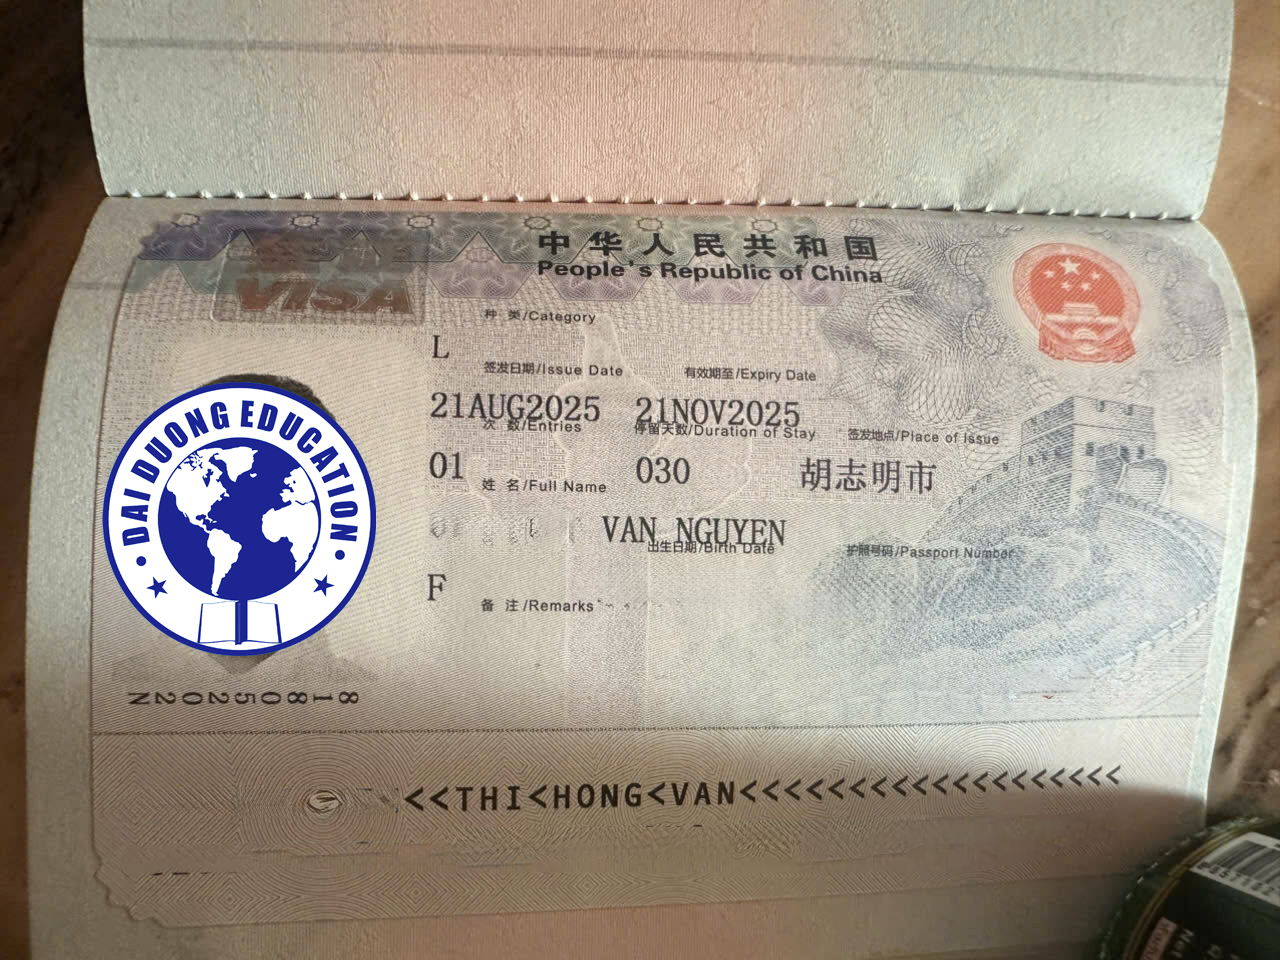 中华人民共和国
VISA
People's Republic of China
种 类/Category
L
签发日期/Issue Date 有效期至/Expiry Date
21AUG2025 21NOV2025
次 数/Entries 停留天数/Duration of Stay 签发地点/Place of Issue
01 030 胡志明市
姓 名/Full Name
VAN NGUYEN
出生日期/Birth Date 护照号码/Passport Number
F
备 注/Remarks
DAI DUONG EDUCATION
N2025081 8
<<THI<HONG<VAN<<<<<<<<<<<<<<<<<<